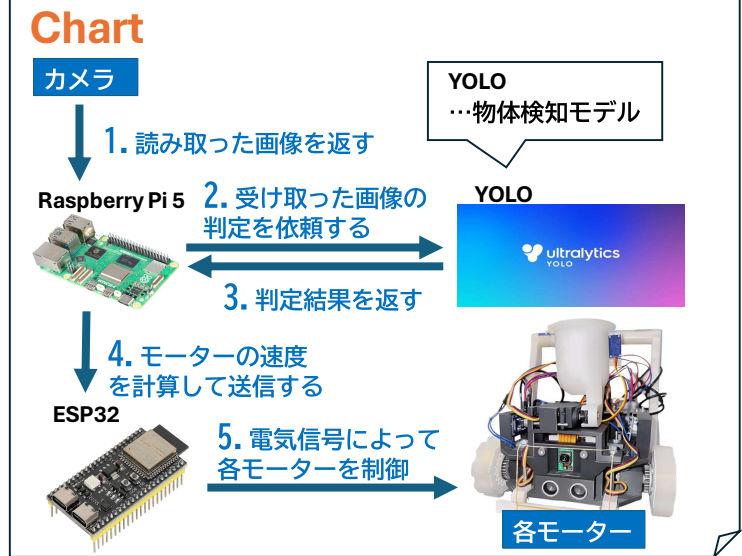 Chart
カメラ
YOLO
…物体検知モデル
1. 読み取った画像を返す
Raspberry Pi 5
2. 受け取った画像の
判定を依頼する
YOLO
ultralytics
YOLO
3. 判定結果を返す
4. モーターの速度
を計算して送信する
ESP32
5. 電気信号によって
各モーターを制御
各モーター